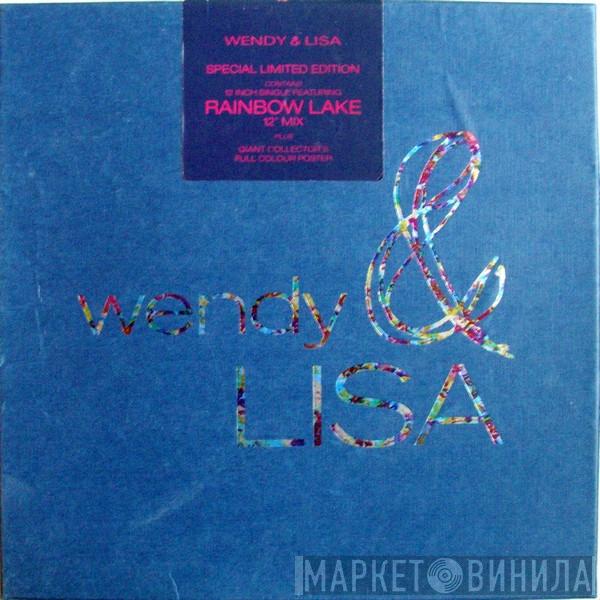 WENDY & LISA
SPECIAL LIMITED EDITION
CONTAINS
12 INCH SINGLE FEATURING
RAINBOW LAKE
12" MIX
PLUS
GIANT COLLECTOR'S
FULL COLOUR POSTER
wendy &
LISA
МАРКЕТ ВИНИЛА